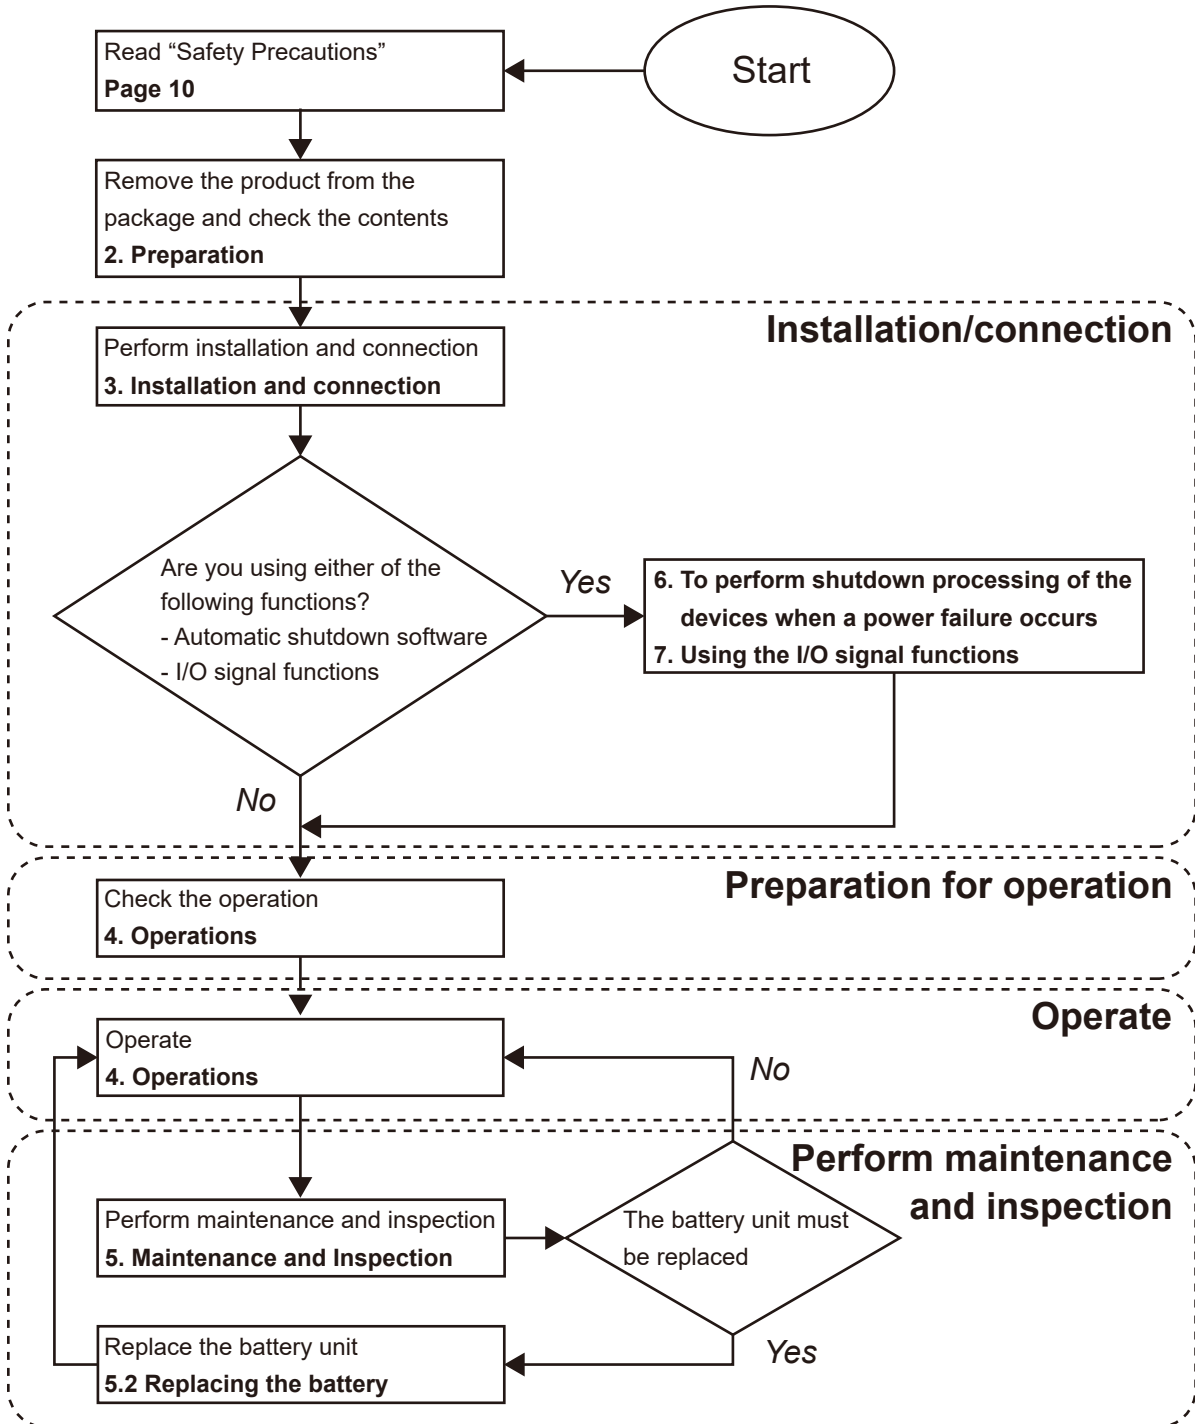 Start
Read “Safety Precautions”
Page 10
Remove the product from the
package and check the contents
2. Preparation
Installation/connection
Perform installation and connection
3. Installation and connection
Are you using either of the
following functions?
- Automatic shutdown software
- I/O signal functions
Yes
6. To perform shutdown processing of the
devices when a power failure occurs
7. Using the I/O signal functions
No
Preparation for operation
Check the operation
4. Operations
Operate
Operate
4. Operations
No
Perform maintenance
and inspection
Perform maintenance and inspection
5. Maintenance and Inspection
The battery unit must
be replaced
Yes
Replace the battery unit
5.2 Replacing the battery